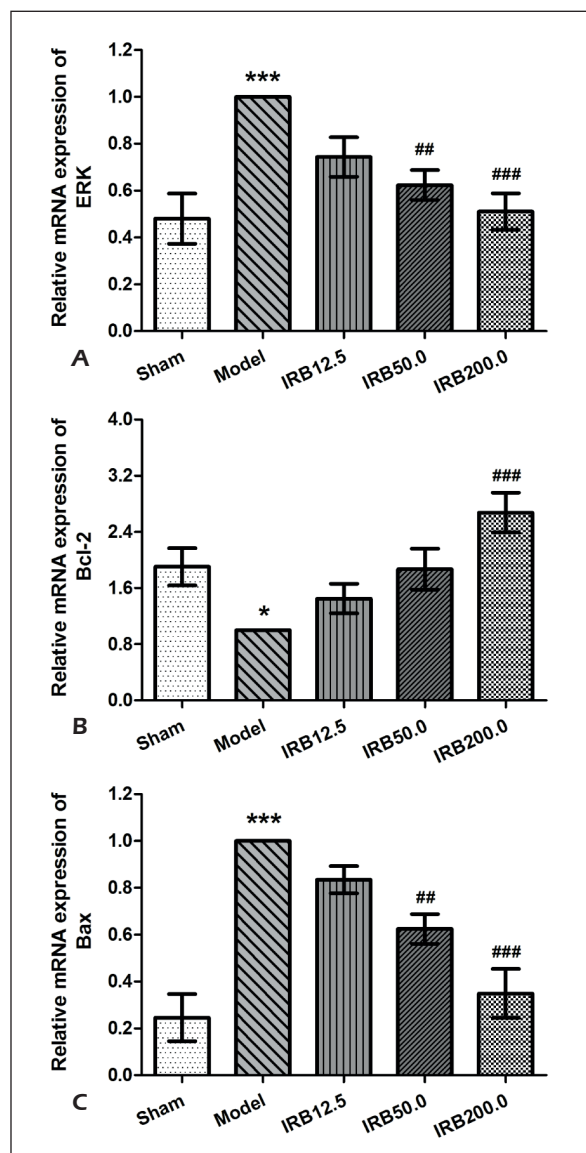 Relative mRNA expression of
ERK
1.2
1.0
0.8
0.6
0.4
0.2
0.0
***
##
###
Sham
Model
IRB12.5
IRB50.0
IRB200.0
A
Relative mRNA expression of
Bcl-2
4.0
3.2
2.4
1.6
0.8
0.0
*
###
Sham
Model
IRB12.5
IRB50.0
IRB200.0
B
Relative mRNA expression of
Bax
1.2
1.0
0.8
0.6
0.4
0.2
0.0
***
##
###
Sham
Model
IRB12.5
IRB50.0
IRB200.0
C